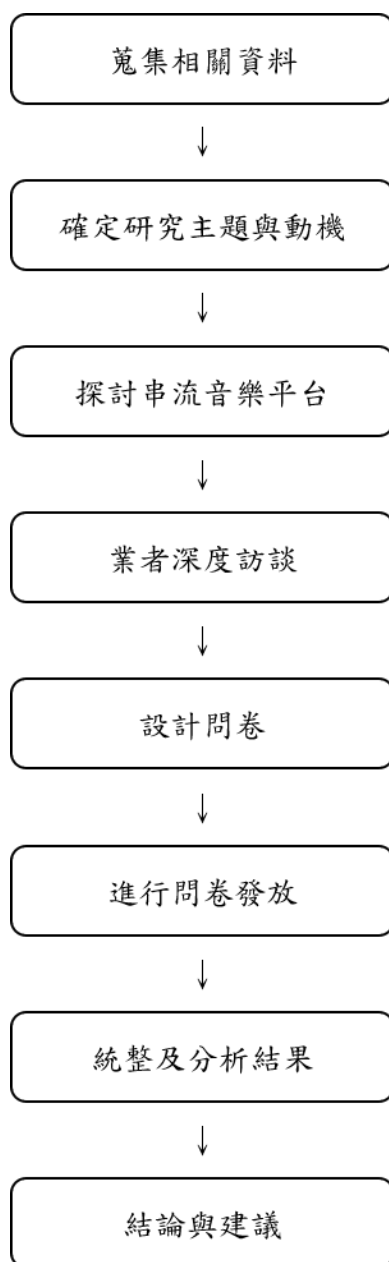 蒐集相關資料
↓
確定研究主題與動機
↓
探討串流音樂平台
↓
業者深度訪談
↓
設計問卷
↓
進行問卷發放
↓
統整及分析結果
↓
結論與建議